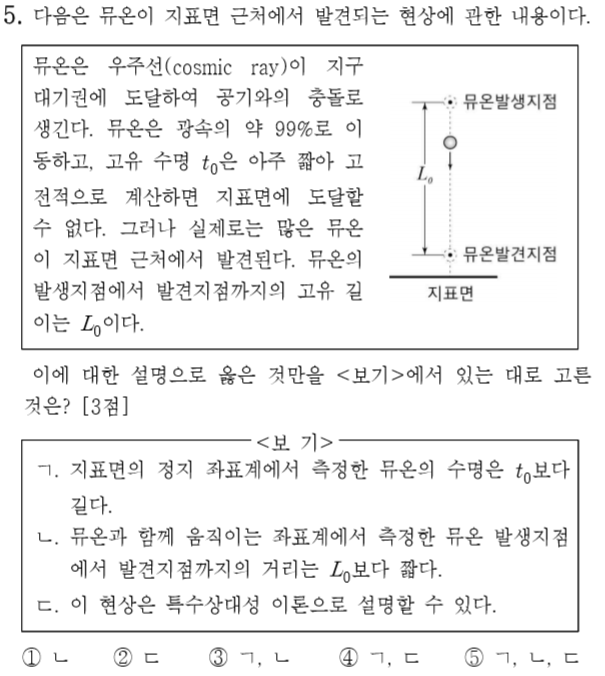 5. 다음은 뮤온이 지표면 근처에서 발견되는 현상에 관한 내용이다.
뮤온은 우주선(cosmic ray)이 지구
대기권에 도달하여 공기와의 충돌로
생긴다. 뮤온은 광속의 약 99%로 이
동하고, 고유 수명 t₀은 아주 짧아 고
전적으로 계산하면 지표면에 도달할
수 없다. 그러나 실제로는 많은 뮤온
이 지표면 근처에서 발견된다. 뮤온의
발생지점에서 발견지점까지의 고유 길
이는 L₀이다.
뮤온발생지점
L₀
뮤온발견지점
지표면
이에 대한 설명으로 옳은 것만을 <보기>에서 있는 대로 고른
것은? [3점]
<보 기>
ㄱ. 지표면의 정지 좌표계에서 측정한 뮤온의 수명은 t₀보다
길다.
ㄴ. 뮤온과 함께 움직이는 좌표계에서 측정한 뮤온 발생지점
에서 발견지점까지의 거리는 L₀보다 짧다.
ㄷ. 이 현상은 특수상대성 이론으로 설명할 수 있다.
① ㄴ ② ㄷ ③ ㄱ, ㄴ ④ ㄱ, ㄷ ⑤ ㄱ, ㄴ, ㄷ